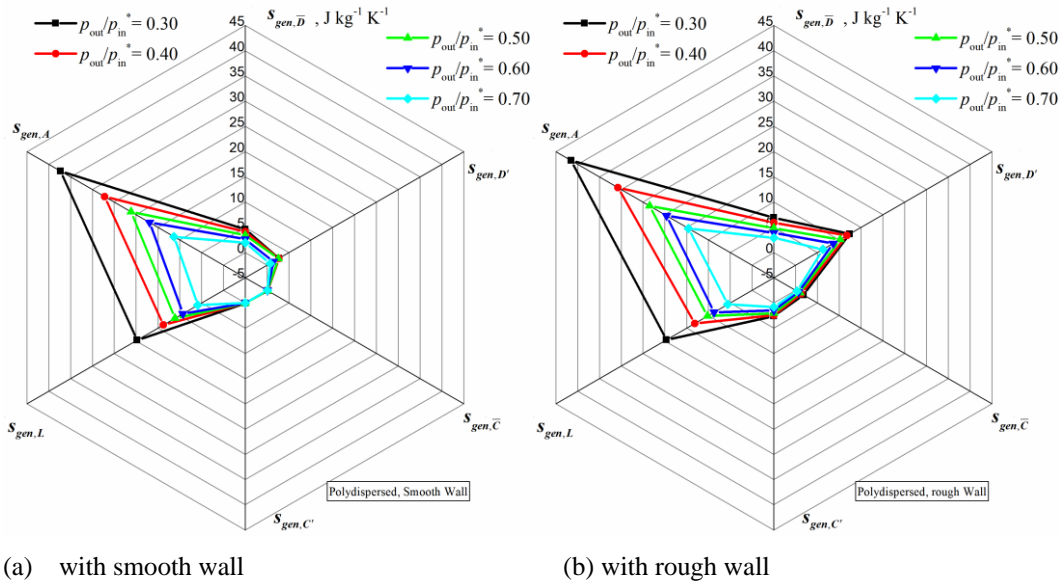 p_out/p_in* = 0.30
p_out/p_in* = 0.40
s_gen,D̅ , J kg⁻¹ K⁻¹
p_out/p_in* = 0.50
p_out/p_in* = 0.60
p_out/p_in* = 0.70
45
40
35
30
25
20
15
10
5
0
-5
s_gen,A
s_gen,D′
s_gen,L
s_gen,C̅
s_gen,C′
Polydispersed, Smooth Wall
p_out/p_in* = 0.30
p_out/p_in* = 0.40
s_gen,D̅ , J kg⁻¹ K⁻¹
p_out/p_in* = 0.50
p_out/p_in* = 0.60
p_out/p_in* = 0.70
45
40
35
30
25
20
15
10
5
0
-5
s_gen,A
s_gen,D′
s_gen,L
s_gen,C̅
s_gen,C′
Polydispersed, rough Wall
(a) with smooth wall
(b) with rough wall